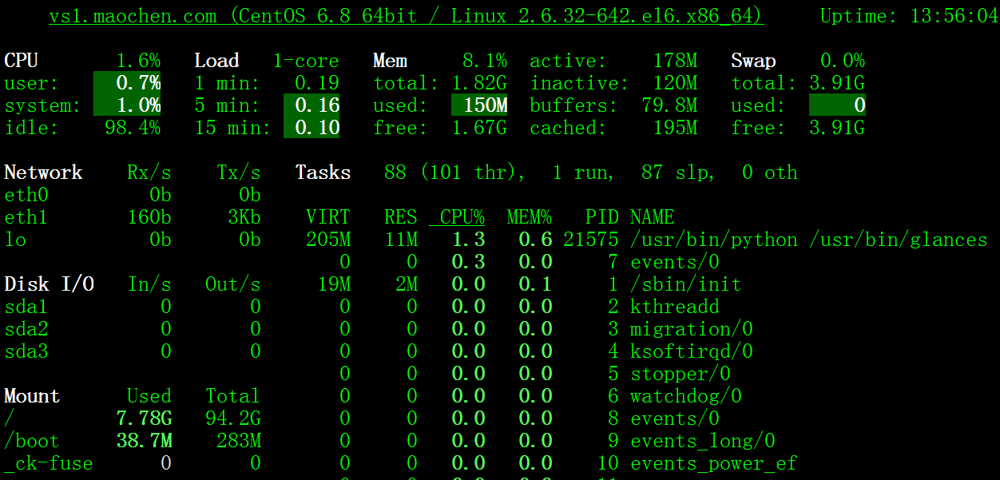 vs1.maochen.com (CentOS 6.8 64bit / Linux 2.6.32-642.el6.x86_64) Uptime: 13:56:04
CPU 1.6% Load 1-core Mem 8.1% active: 178M Swap 0.0%
user: 0.7% 1 min: 0.19 total: 1.82G inactive: 120M total: 3.91G
system: 1.0% 5 min: 0.16 used: 150M buffers: 79.8M used: 0
idle: 98.4% 15 min: 0.10 free: 1.67G cached: 195M free: 3.91G
Network Rx/s Tx/s Tasks 88 (101 thr), 1 run, 87 slp, 0 oth
eth0 0b 0b
eth1 160b 3Kb VIRT RES _CPU% MEM% PID NAME
lo 0b 0b 205M 11M 1.3 0.6 21575 /usr/bin/python /usr/bin/glances
0 0 0.3 0.0 7 events/0
Disk I/O In/s Out/s 19M 2M 0.0 0.1 1 /sbin/init
sda1 0 0 0 0 0.0 0.0 2 kthreadd
sda2 0 0 0 0 0.0 0.0 3 migration/0
sda3 0 0 0 0 0.0 0.0 4 ksoftirqd/0
0 0 0.0 0.0 5 stopper/0
Mount Used Total 0 0 0.0 0.0 6 watchdog/0
/ 7.78G 94.2G 0 0 0.0 0.0 8 events/0
/boot 38.7M 283M 0 0 0.0 0.0 9 events_long/0
_ck-fuse 0 0 0 0 0.0 0.0 10 events_power_ef